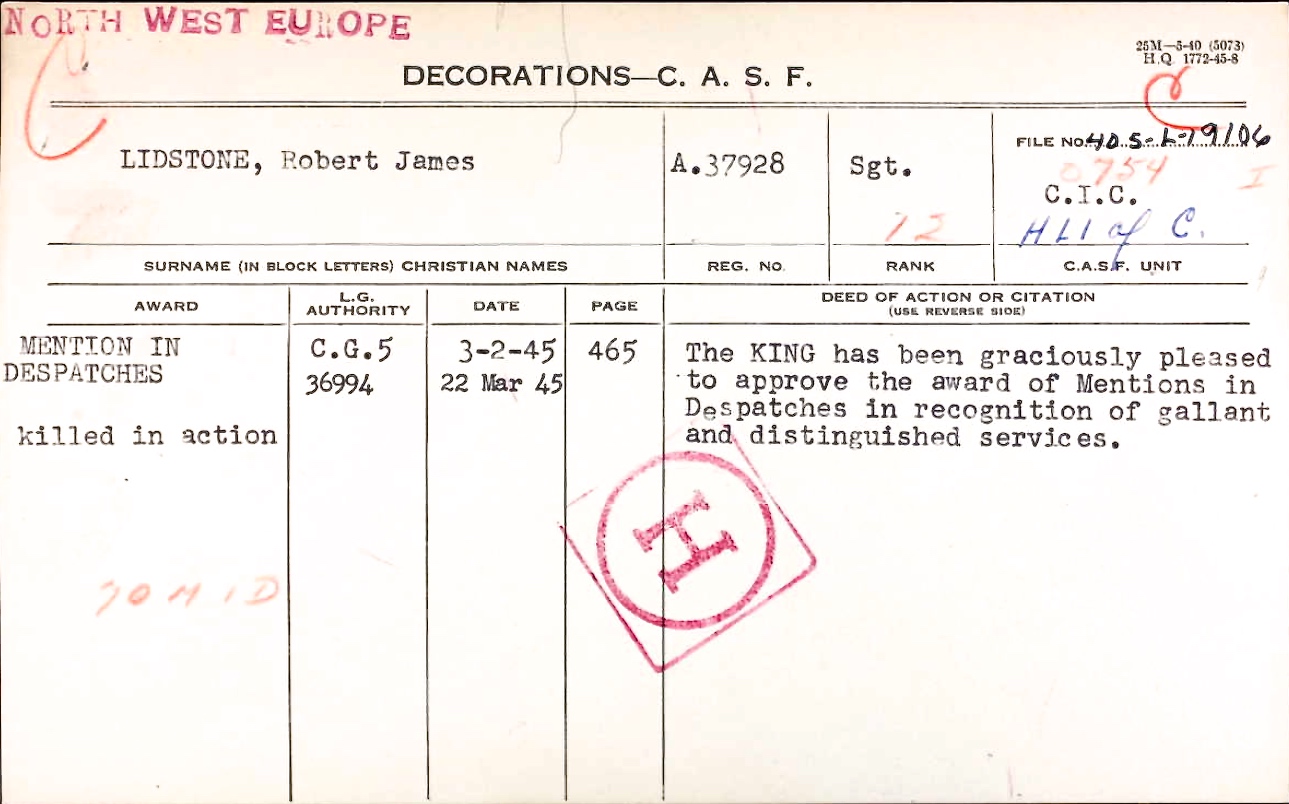 NORTH WEST EUROPE
25M—5-40 (5073)
H.Q. 1772-45-8
DECORATIONS—C. A. S. F.
LIDSTONE, Robert James
A.37928
Sgt.
12
FILE NO. 405-L-19106
0754 I
C.I.C.
HLI of C.
SURNAME (IN BLOCK LETTERS) CHRISTIAN NAMES
REG. NO.
RANK
C.A.S.F. UNIT
AWARD
L.G. AUTHORITY
DATE
PAGE
DEED OF ACTION OR CITATION
(USE REVERSE SIDE)
MENTION IN
DESPATCHES
C.G.5
3-2-45
465
36994
22 Mar 45
killed in action
The KING has been graciously pleased
to approve the award of Mentions in
Despatches in recognition of gallant
and distinguished services.
H